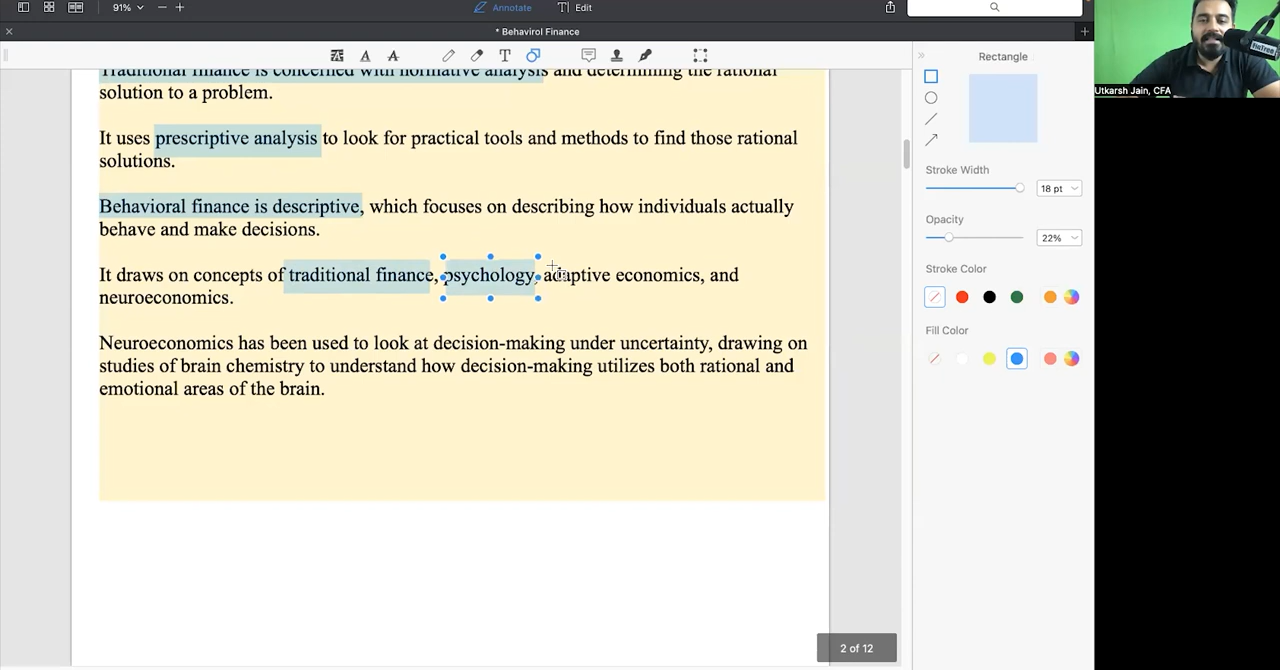 91%
Annotate
Edit
* Behavirol Finance
Traditional finance is concerned with normative analysis and determining the rational
solution to a problem.
It uses prescriptive analysis to look for practical tools and methods to find those rational
solutions.
Behavioral finance is descriptive, which focuses on describing how individuals actually
behave and make decisions.
It draws on concepts of traditional finance, psychology, adaptive economics, and
neuroeconomics.
Neuroeconomics has been used to look at decision-making under uncertainty, drawing on
studies of brain chemistry to understand how decision-making utilizes both rational and
emotional areas of the brain.
2 of 12
Rectangle
Stroke Width
18 pt
Opacity
22%
Stroke Color
Fill Color
FinTree
Utkarsh Jain, CFA